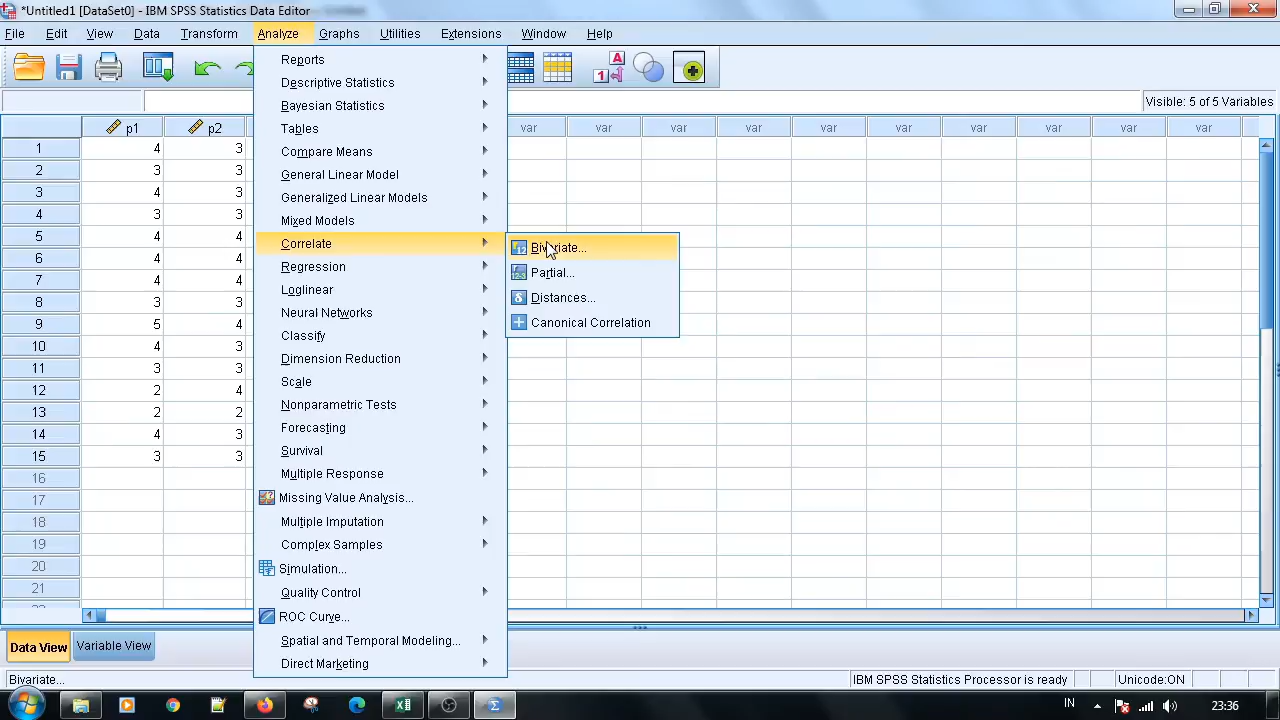 *Untitled1 [DataSet0] - IBM SPSS Statistics Data Editor
File Edit View Data Transform Analyze Graphs Utilities Extensions Window Help
Visible: 5 of 5 Variables
p1 p2 var var var var var var var var var var
1 4 3
2 3 3
3 4 3
4 3 3
5 4 4
6 4 4
7 4 4
8 3 3
9 5 4
10 4 3
11 3 3
12 2 4
13 2 2
14 4 3
15 3 3
16
17
18
19
20
21
Reports
Descriptive Statistics
Bayesian Statistics
Tables
Compare Means
General Linear Model
Generalized Linear Models
Mixed Models
Correlate
Regression
Loglinear
Neural Networks
Classify
Dimension Reduction
Scale
Nonparametric Tests
Forecasting
Survival
Multiple Response
Missing Value Analysis...
Multiple Imputation
Complex Samples
Simulation...
Quality Control
ROC Curve...
Spatial and Temporal Modeling...
Direct Marketing
Bivariate...
Partial...
Distances...
Canonical Correlation
Data View Variable View
Bivariate... IBM SPSS Statistics Processor is ready Unicode:ON
IN 23:36